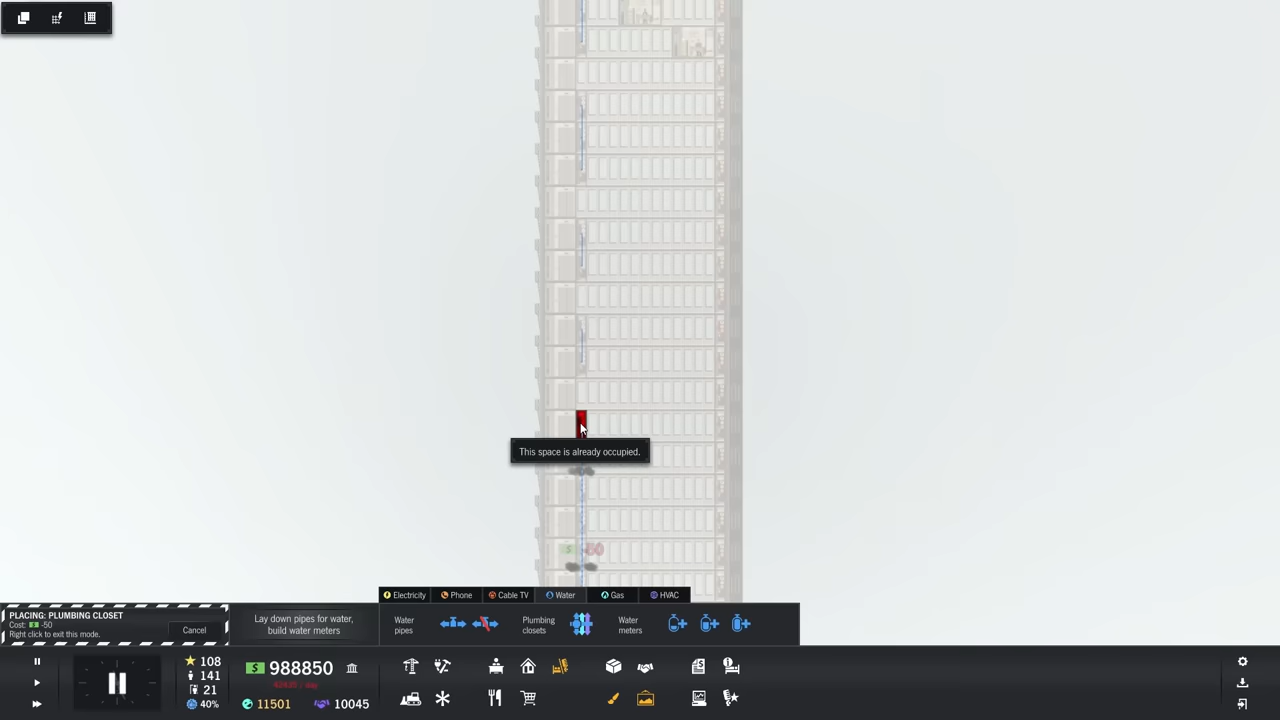 This space is already occupied.
$ -50
Electricity
Phone
Cable TV
Water
Gas
HVAC
PLACING: PLUMBING CLOSET
Cost: $ -50
Right click to exit this mode.
Cancel
Lay down pipes for water,
build water meters
Water
pipes
Plumbing
closets
Water
meters
108
141
21
40%
$ 988850
11501
10045